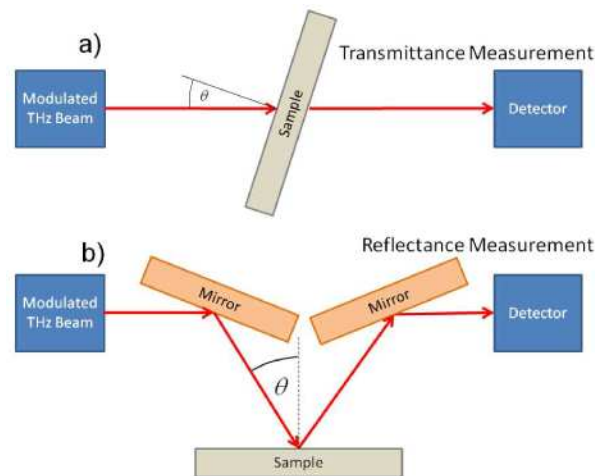 a)
Transmittance Measurement
Modulated
THz Beam
θ
Sample
Detector
b)
Reflectance Measurement
Modulated
THz Beam
Mirror
Mirror
Detector
θ
Sample